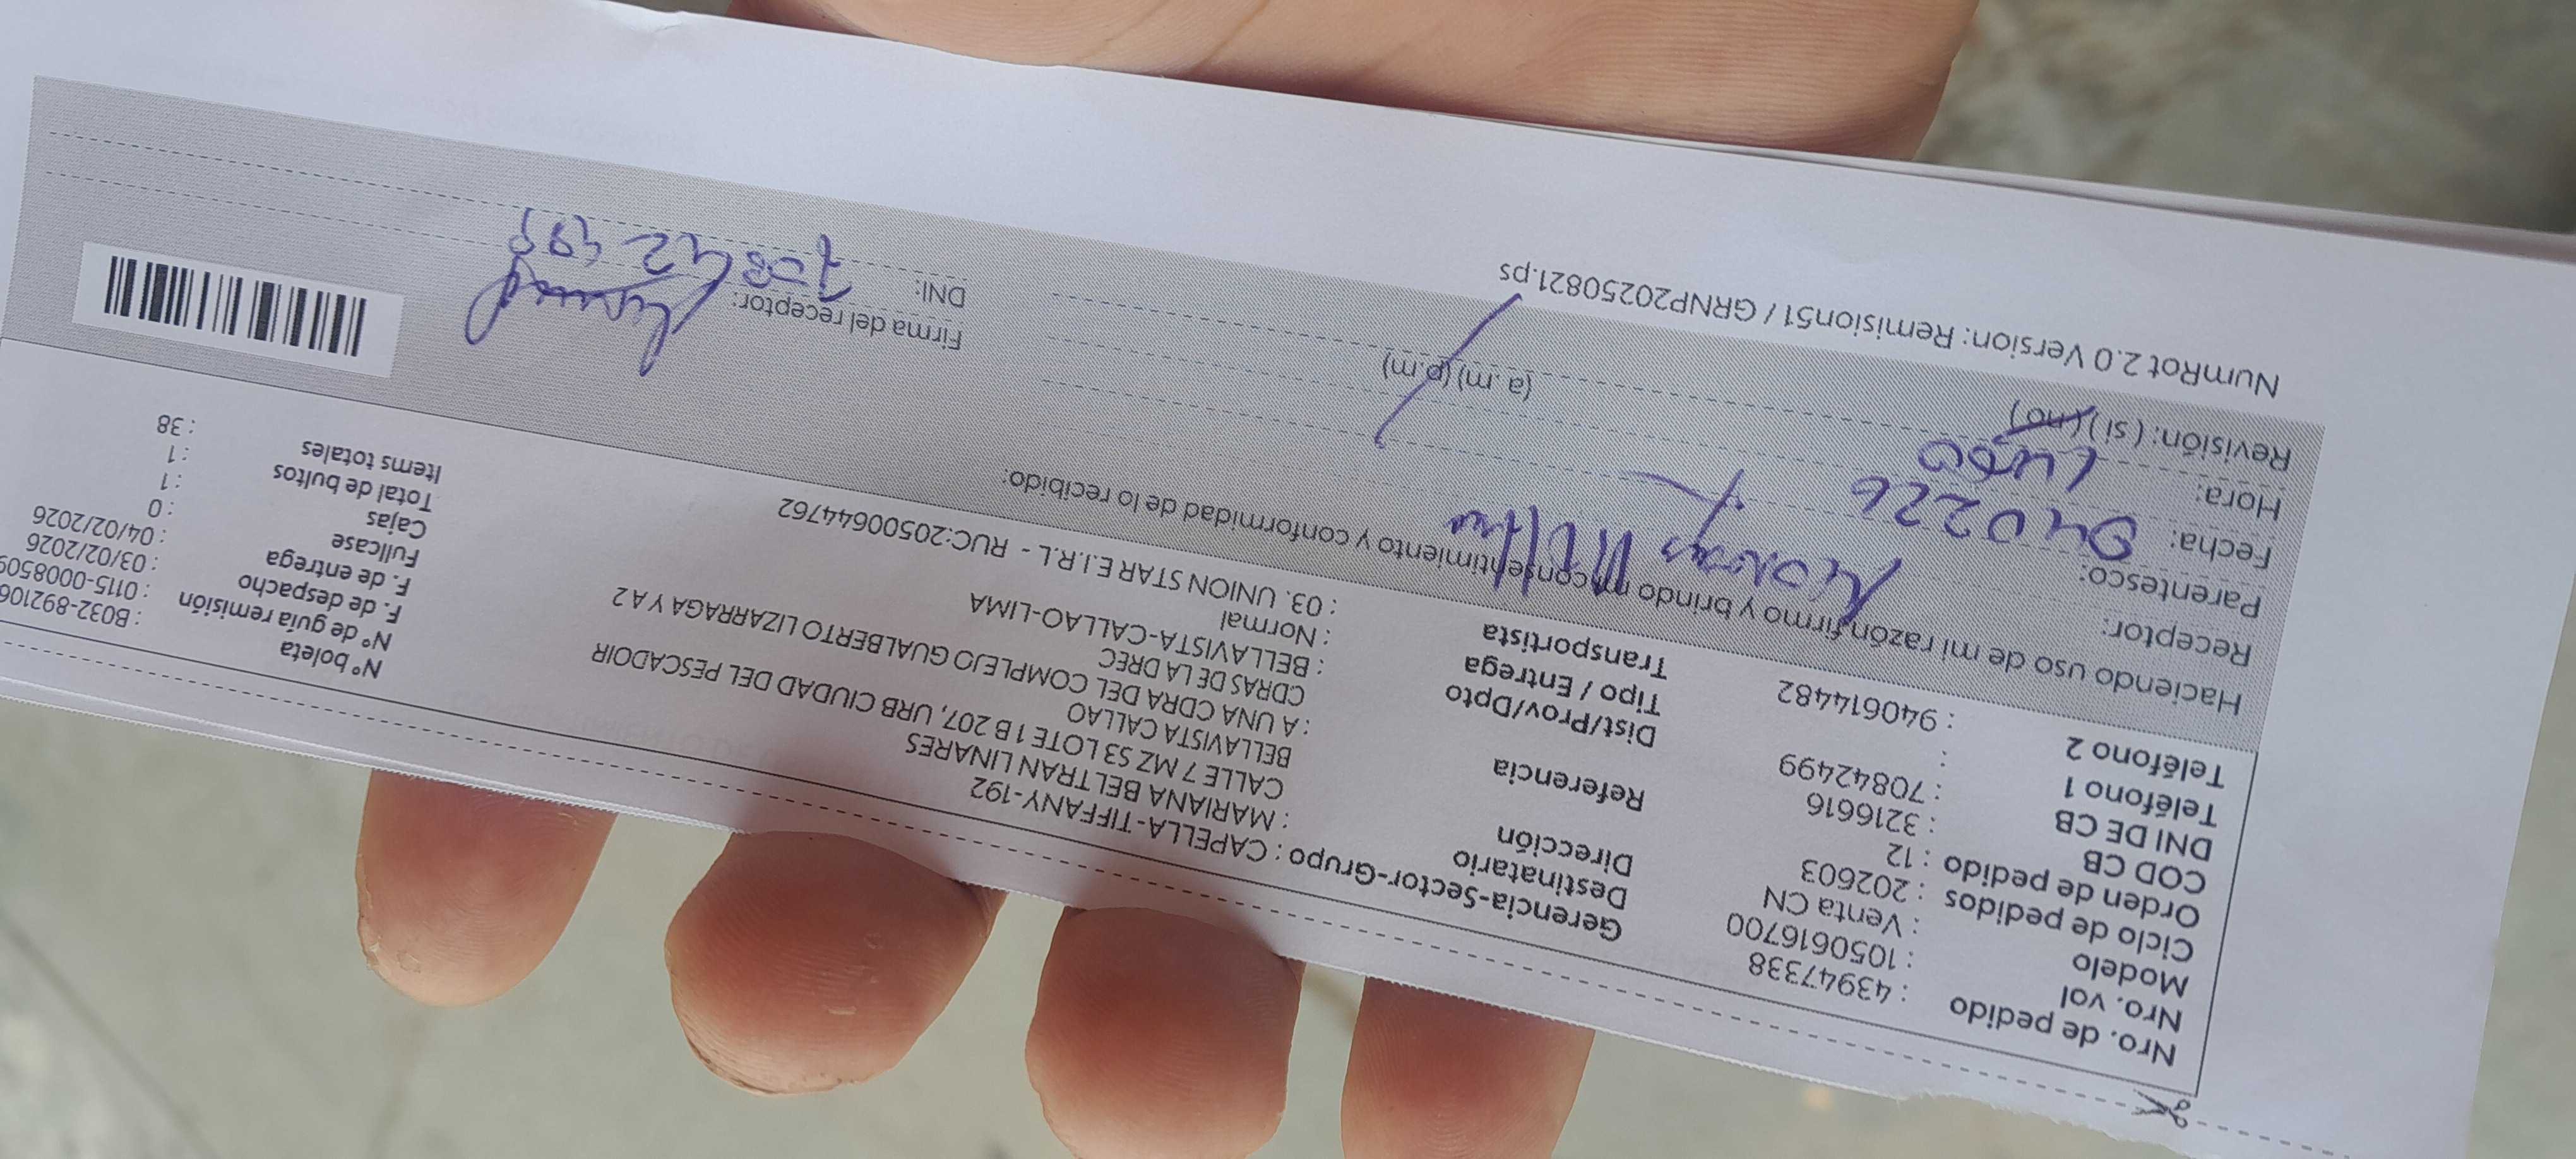 Nro. de pedido : 43947338
Nro. vol : 1050616700
Modelo : Venta CN
Ciclo de pedidos : 202603
Orden de pedido : 12
COD CB : 3216616
DNI DE CB : 70842499
Teléfono 1 :
Teléfono 2 : 940614482
Gerencia-Sector-Grupo : CAPELLA-TIFFANY-192
Destinatario : MARIANA BELTRAN LINARES
Dirección CALLE 7 MZ S3 LOTE 1 B 207, URB CIUDAD DEL PESCADOIR
BELLAVISTA CALLAO
Referencia : A UNA CDRA DEL COMPLEJO GUALBERTO LIZARRAGA Y A 2
CDRAS DE LA DREC
Dist/Prov/Dpto : BELLAVISTA-CALLAO-LIMA
Tipo / Entrega : Normal
Transportista : 03. UNION STAR E.I.R.L - RUC:20500644762
Nº boleta : B032-892106
Nº de guía remisión : 0115-0008509
F. de despacho : 03/02/2026
F. de entrega : 04/02/2026
Fullcase : 0
Cajas : 1
Total de bultos : 1
Items totales : 38
Haciendo uso de mi razón firmo y brindo mi consentimiento y conformidad de lo recibido:
Receptor:
Parentesco:
Fecha: 040226
Hora: (a.m) (p.m)
Revisión: (si) (no)
Firma del receptor:
DNI: 70842499
NumRot 2.0 Version: Remision51 / GRNP20250821.ps